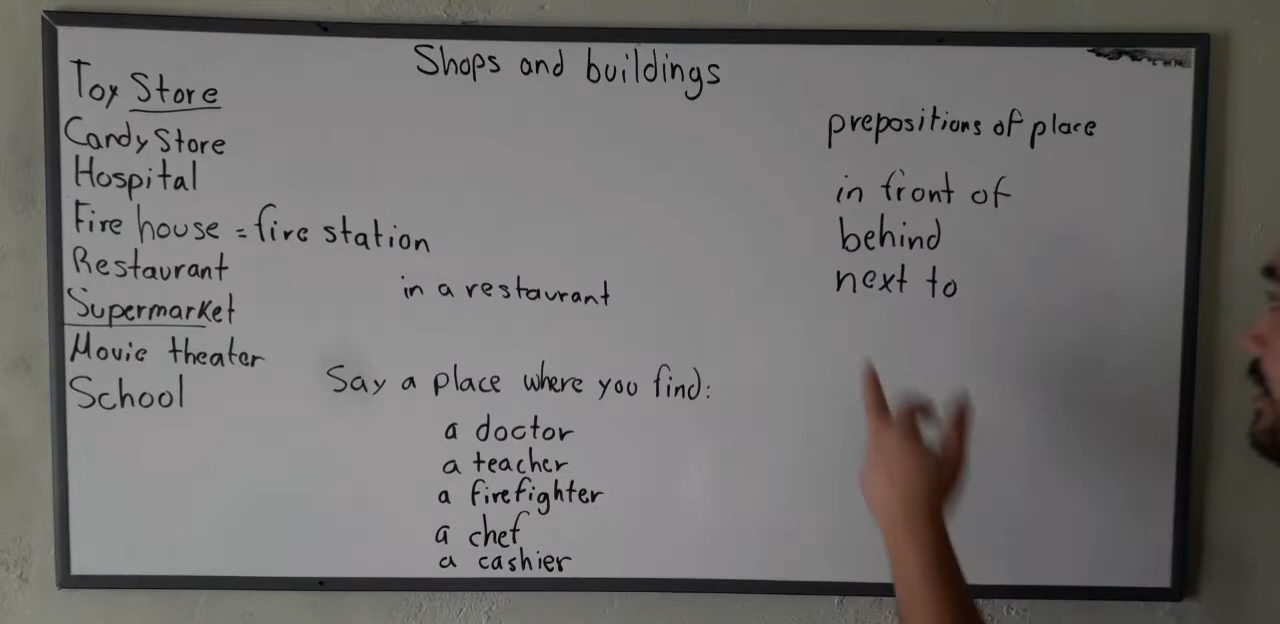 Shops and buildings
Toy Store
Candy Store
Hospital
Fire house = fire station
Restaurant
Supermarket
Movie theater
School
in a restaurant
Say a place where you find:
a doctor
a teacher
a firefighter
a chef
a cashier
prepositions of place
in front of
behind
next to